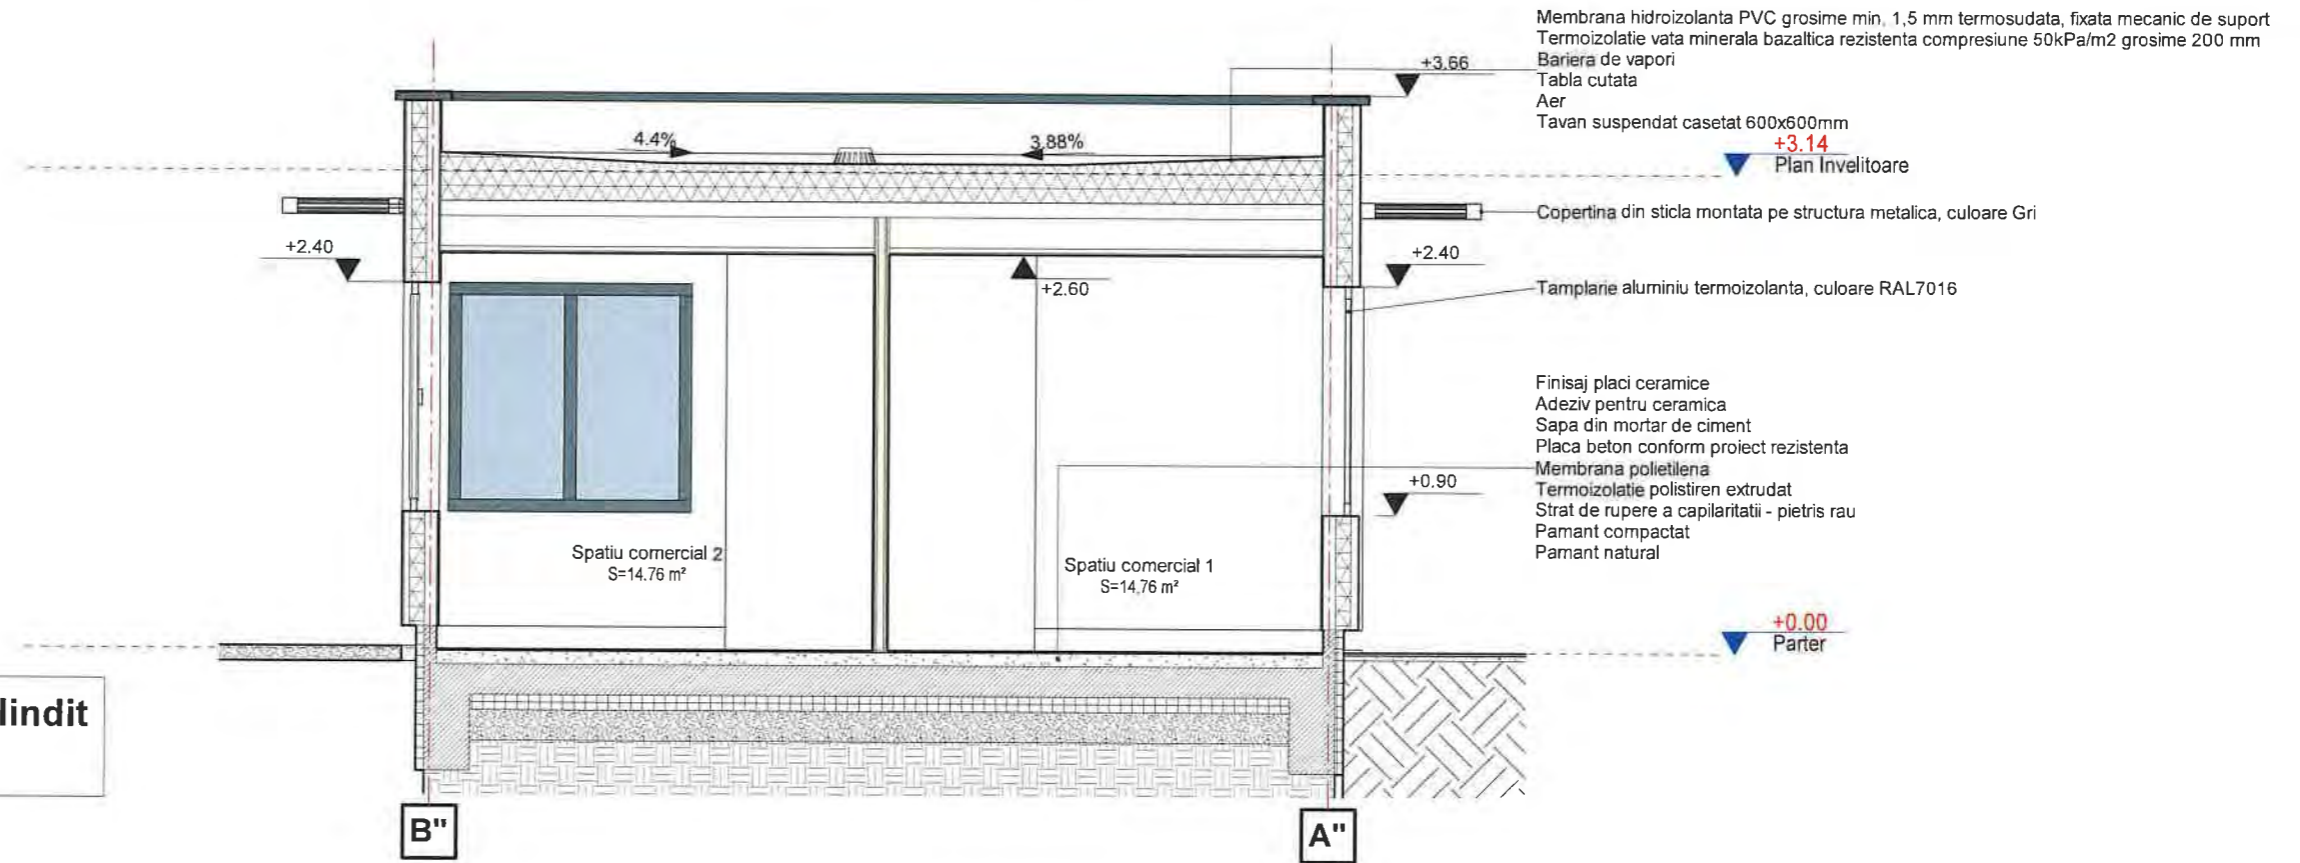 Membrana hidroizolanta PVC grosime min. 1,5 mm termosudata, fixata mecanic de suport
Termoizolatie vata minerala bazaltica rezistenta compresiune 50kPa/m2 grosime 200 mm
Bariera de vapori
Tabla cutata
Aer
Tavan suspendat casetat 600x600mm
+3.66
4.4%
3.88%
+3.14
Plan Invelitoare
Copertina din sticla montata pe structura metalica, culoare Gri
+2.40
+2.40
+2.60
Tamplarie aluminiu termoizolanta, culoare RAL7016
Finisaj placi ceramice
Adeziv pentru ceramica
Sapa din mortar de ciment
Placa beton conform proiect rezistenta
Membrana polietilena
Termoizolatie polistiren extrudat
Strat de rupere a capilaritatii - pietris rau
Pamant compactat
Pamant natural
+0.90
Spatiu comercial 2
S=14.76 m²
Spatiu comercial 1
S=14.76 m²
+0.00
Parter
B"
A"